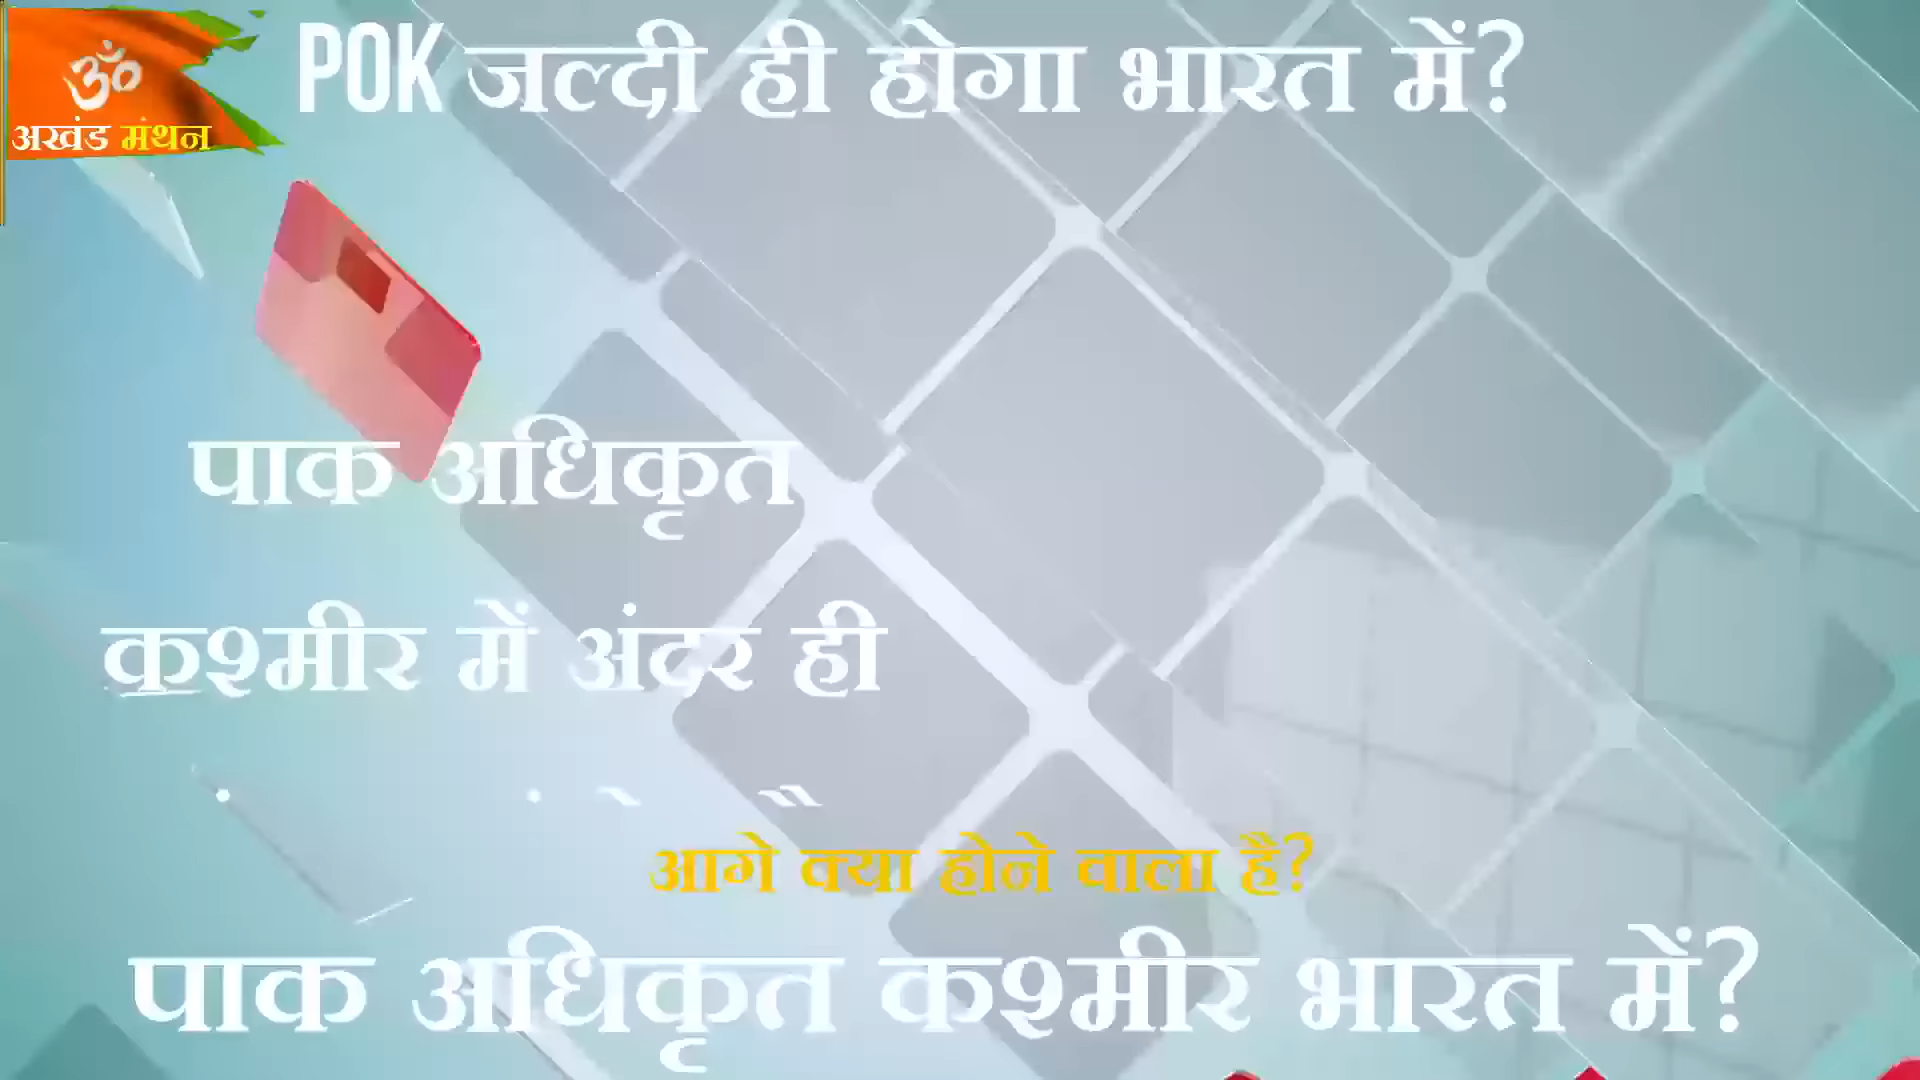 ॐ
अखंड मंथन
POK जल्दी ही होगा भारत में?
पाक अधिकृत
कश्मीर में अंदर ही
आगे क्या होने वाला है?
पाक अधिकृत कश्मीर भारत में?